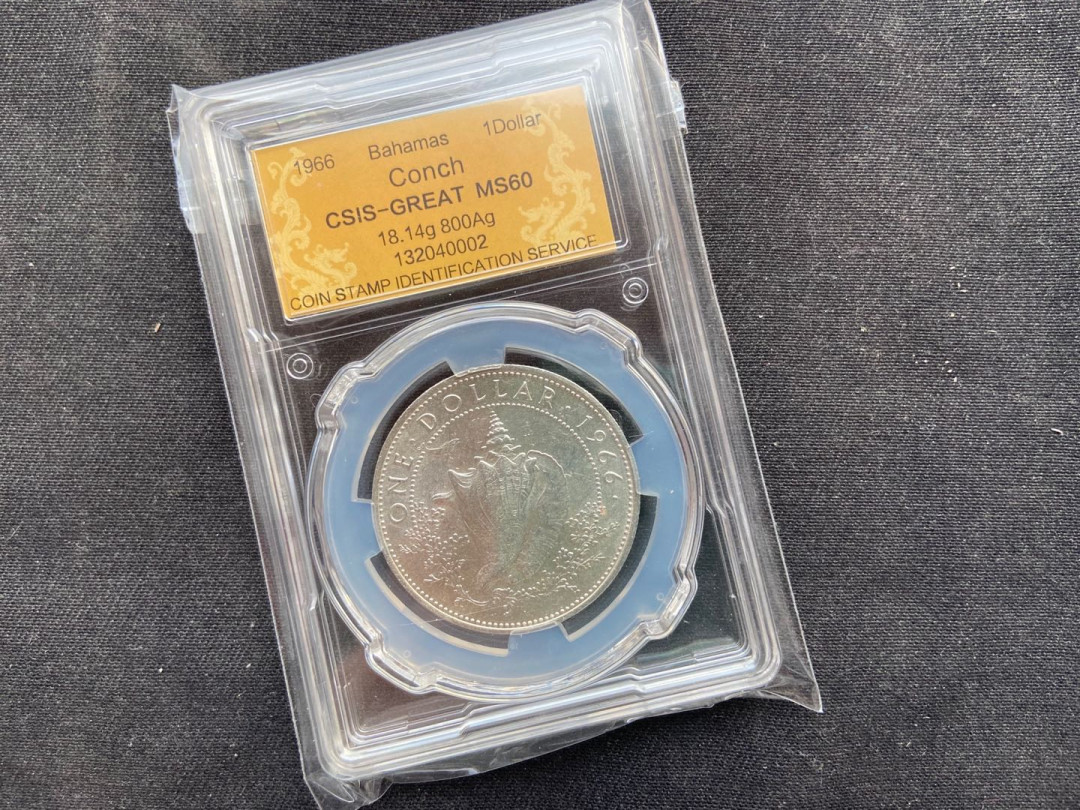 1966 Bahamas 1Dollar
Conch
CSIS-GREAT MS60
18.14g 800Ag
132040002
COIN STAMP IDENTIFICATION SERVICE
ONE · DOLLAR · 1966